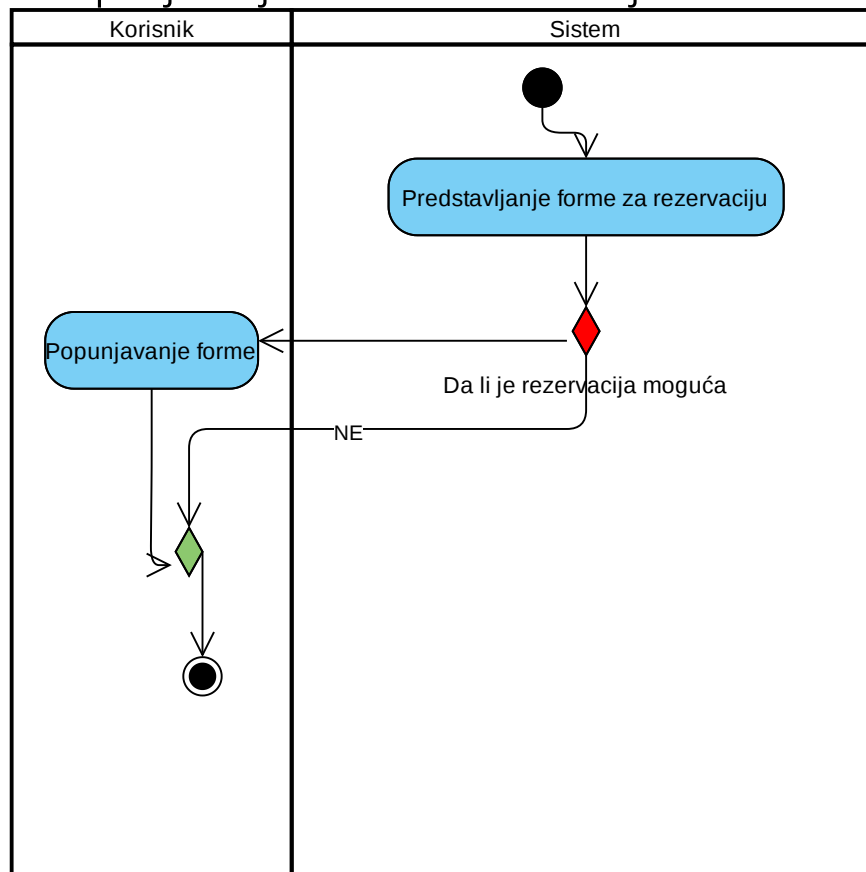 Korisnik
Sistem
Predstavljanje forme za rezervaciju
Popunjavanje forme
Da li je rezervacija moguća
NE